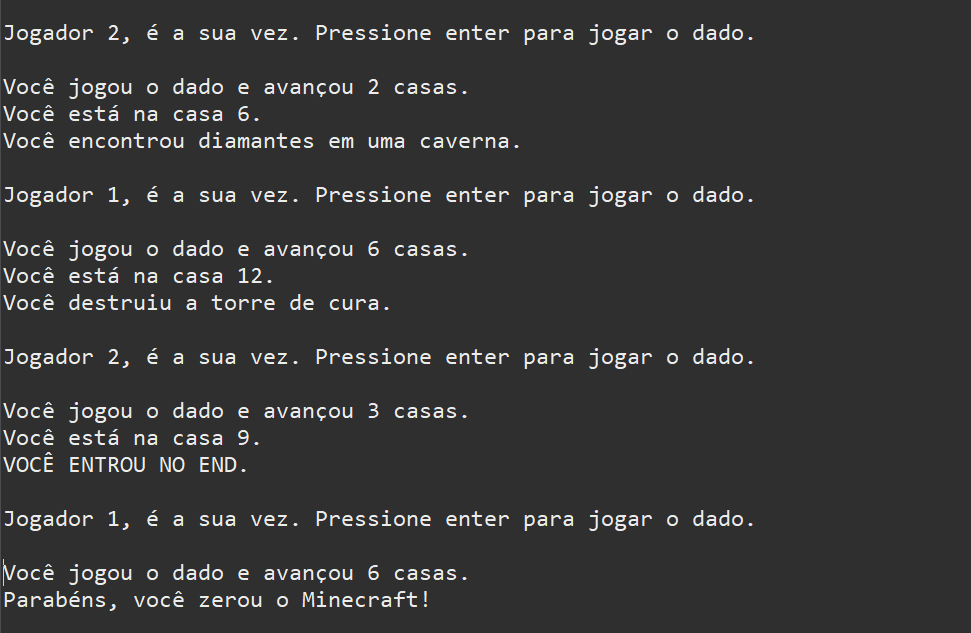 Jogador 2, é a sua vez. Pressione enter para jogar o dado.
Você jogou o dado e avançou 2 casas.
Você está na casa 6.
Você encontrou diamantes em uma caverna.
Jogador 1, é a sua vez. Pressione enter para jogar o dado.
Você jogou o dado e avançou 6 casas.
Você está na casa 12.
Você destruiu a torre de cura.
Jogador 2, é a sua vez. Pressione enter para jogar o dado.
Você jogou o dado e avançou 3 casas.
Você está na casa 9.
VOCÊ ENTROU NO END.
Jogador 1, é a sua vez. Pressione enter para jogar o dado.
Você jogou o dado e avançou 6 casas.
Parabéns, você zerou o Minecraft!